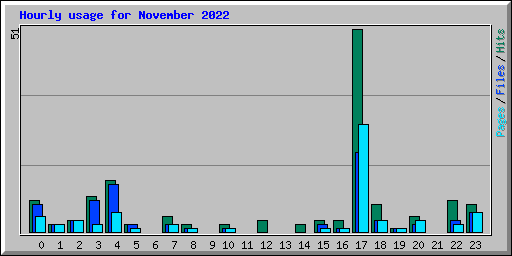 Hourly usage for November 2022
51
Pages/Files/Hits
0 1 2 3 4 5 6 7 8 9 10 11 12 13 14 15 16 17 18 19 20 21 22 23